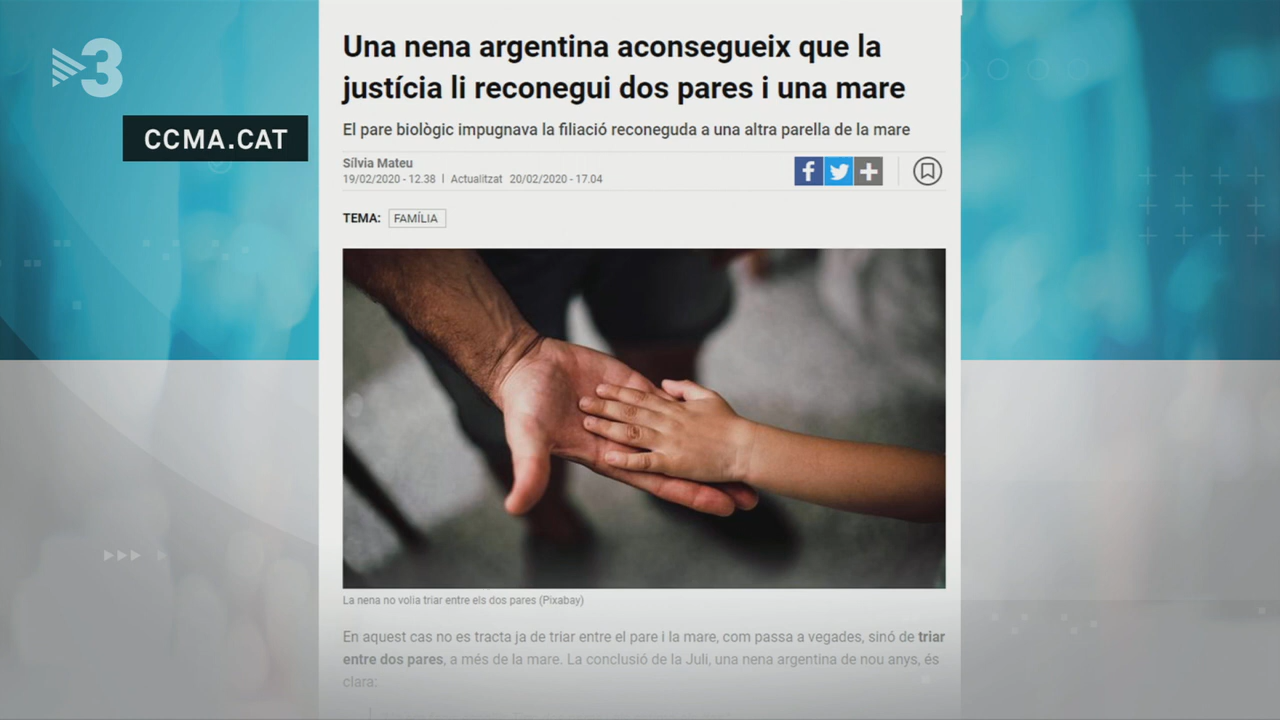 3
CCMA.CAT
Una nena argentina aconsegueix que la
justícia li reconegui dos pares i una mare
El pare biològic impugnava la filiació reconeguda a una altra parella de la mare
Sílvia Mateu
19/02/2020 - 12.38 | Actualitzat 20/02/2020 - 17.04
TEMA: FAMÍLIA
La nena no volia triar entre els dos pares (Pixabay)
En aquest cas no es tracta ja de triar entre el pare i la mare, com passa a vegades, sinó de triar
entre dos pares, a més de la mare. La conclusió de la Juli, una nena argentina de nou anys, és
clara: